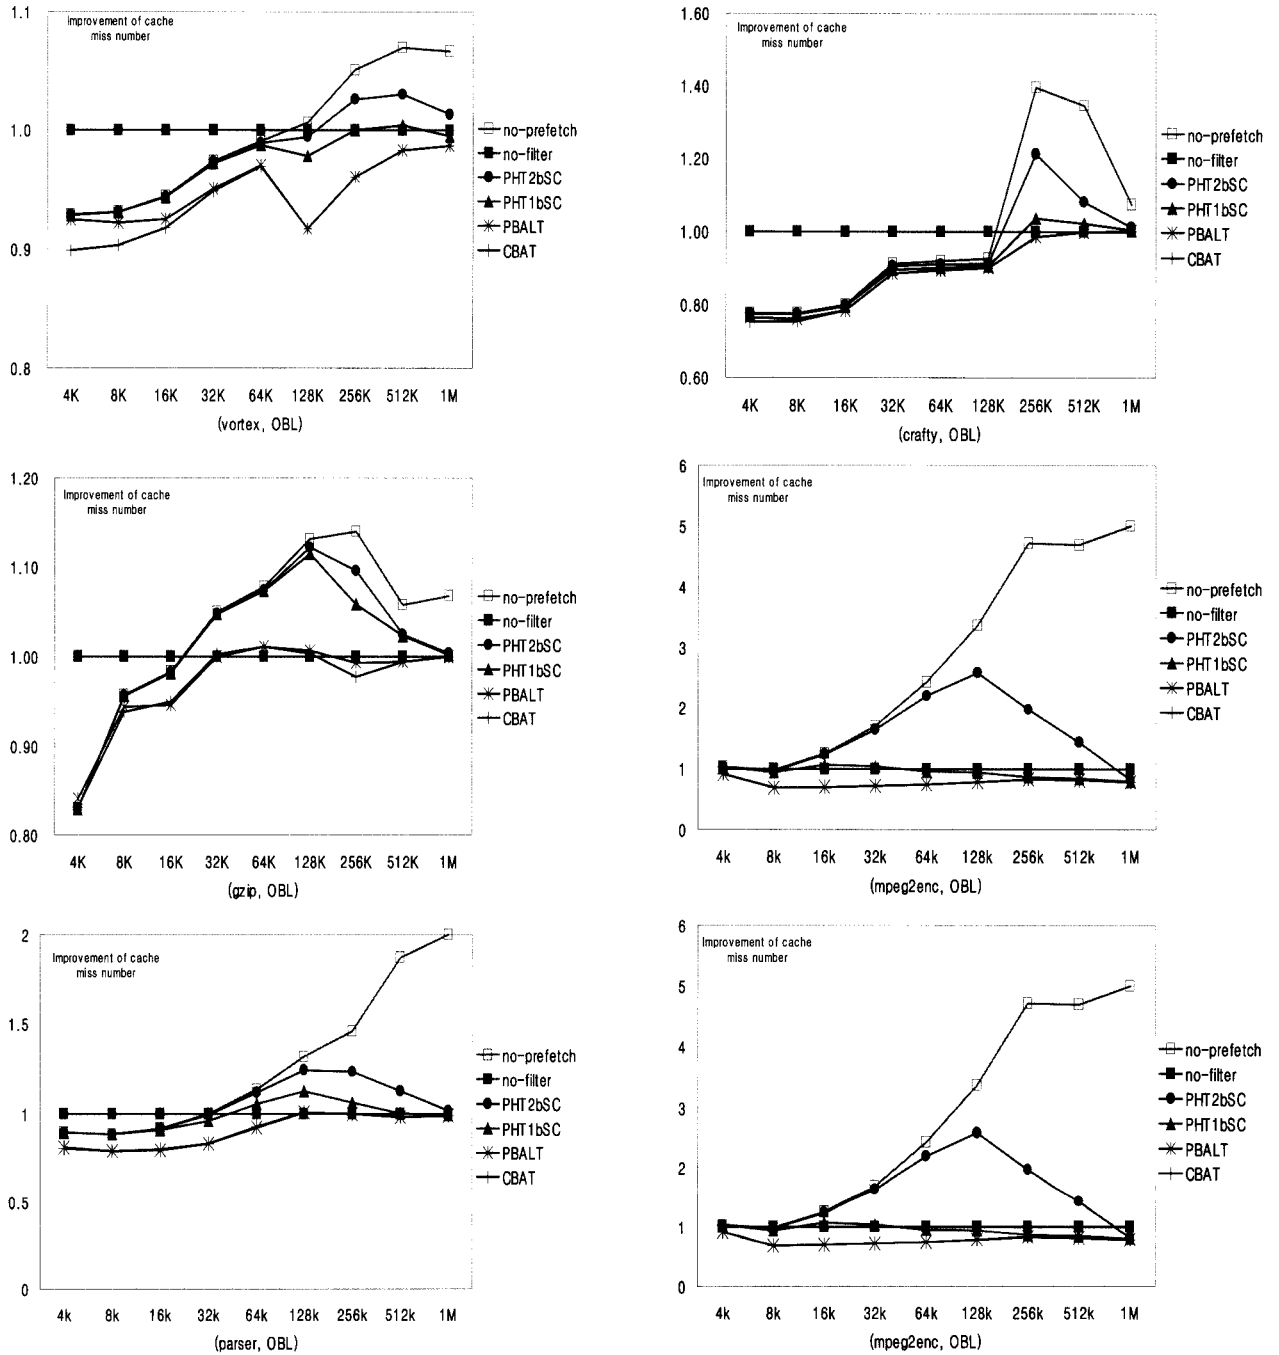 Improvement of cache
miss number
1.1
1.0
0.9
0.8
4K 8K 16K 32K 64K 128K 256K 512K 1M
(vortex, OBL)
no-prefetch
no-filter
PHT2bSC
PHT1bSC
PBALT
CBAT
Improvement of cache
miss number
1.60
1.40
1.20
1.00
0.80
0.60
4K 8K 16K 32K 64K 128K 256K 512K 1M
(crafty, OBL)
no-prefetch
no-filter
PHT2bSC
PHT1bSC
PBALT
CBAT
Improvement of cache
miss number
1.20
1.10
1.00
0.90
0.80
4K 8K 16K 32K 64K 128K 256K 512K 1M
(gzip, OBL)
no-prefetch
no-filter
PHT2bSC
PHT1bSC
PBALT
CBAT
Improvement of cache
miss number
6
5
4
3
2
1
0
4k 8k 16k 32k 64k 128k 256k 512k 1M
(mpeg2enc, OBL)
no-prefetch
no-filter
PHT2bSC
PHT1bSC
PBALT
CBAT
Improvement of cache
miss number
2
1.5
1
0.5
0
4k 8k 16k 32k 64k 128k 256k 512k 1M
(parser, OBL)
no-prefetch
no-filter
PHT2bSC
PHT1bSC
PBALT
CBAT
Improvement of cache
miss number
6
5
4
3
2
1
0
4k 8k 16k 32k 64k 128k 256k 512k 1M
(mpeg2enc, OBL)
no-prefetch
no-filter
PHT2bSC
PHT1bSC
PBALT
CBAT